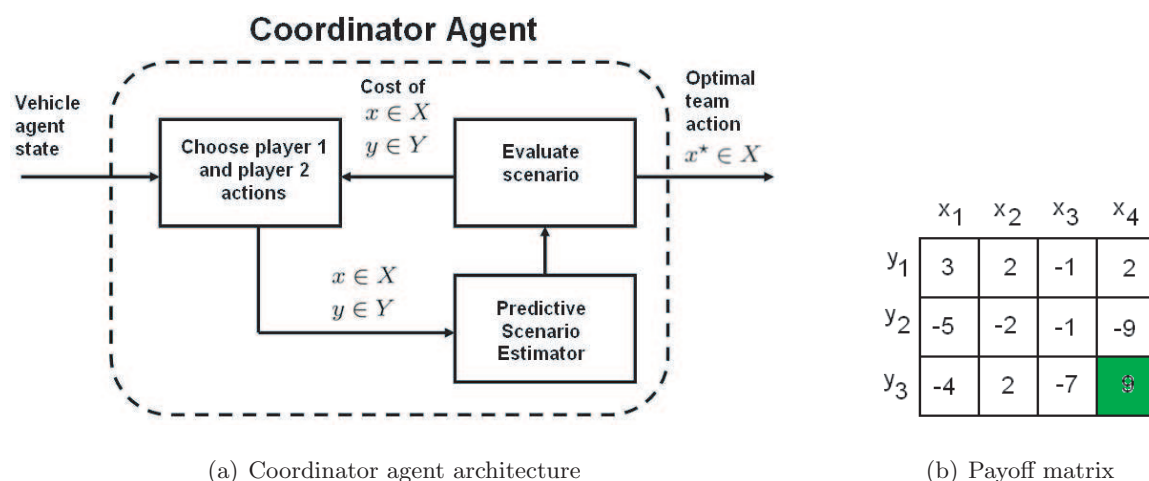 Coordinator Agent
Vehicle
agent
state
Choose player 1
and player 2
actions
Cost of
x ∈ X
y ∈ Y
Evaluate
scenario
Optimal
team
action
x* ∈ X
x ∈ X
y ∈ Y
Predictive
Scenario
Estimator
(a) Coordinator agent architecture
x1 x2 x3 x4
y1 3 2 -1 2
y2 -5 -2 -1 -9
y3 -4 2 -7 9
(b) Payoff matrix